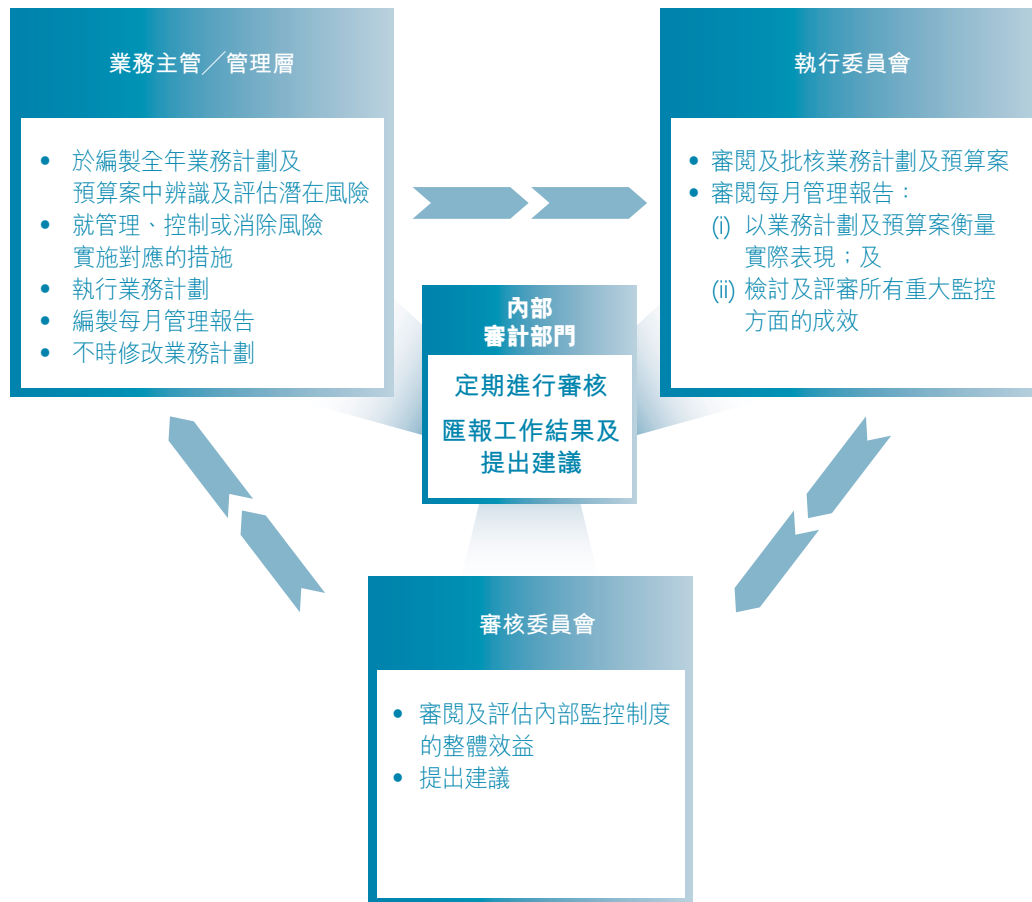 業務主管╱管理層
• 於編製全年業務計劃及
預算案中辨識及評估潛在風險
• 就管理、控制或消除風險
實施對應的措施
• 執行業務計劃
• 編製每月管理報告
• 不時修改業務計劃
執行委員會
• 審閱及批核業務計劃及預算案
• 審閱每月管理報告：
(i) 以業務計劃及預算案衡量
實際表現；及
(ii) 檢討及評審所有重大監控
方面的成效
內部
審計部門
定期進行審核
匯報工作結果及
提出建議
審核委員會
• 審閱及評估內部監控制度
的整體效益
• 提出建議